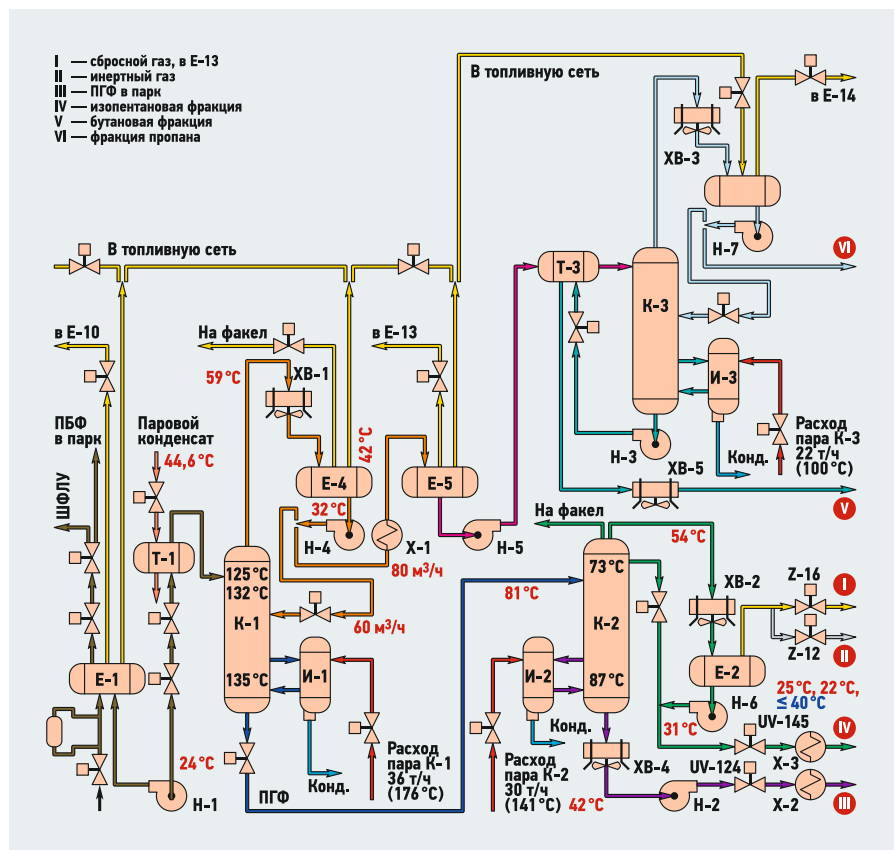 I — сбросной газ, в Е-13
II — инертный газ
III — ПГФ в парк
IV — изопентановая фракция
V — бутановая фракция
VI — фракция пропана
В топливную сеть
в Е-14
ХВ-3
Н-7
VI
В топливную сеть
Т-3
К-3
в Е-10
На факел
в Е-13
59 °С
ХВ-1
И-3
ПБФ
в парк
Паровой
конденсат
44,6 °С
42 °С
Расход
пара К-3
22 т/ч
(100 °С)
Н-3
Конд.
ХВ-5
V
ШФЛУ
Е-4
Е-5
32 °С
Н-4
Х-1
Н-5
На факел
54 °С
Т-1
125 °С
132 °С
К-1
135 °С
80 м³/ч
60 м³/ч
81 °С
73 °С
К-2
87 °С
ХВ-2
Z-16
I
Z-12
II
Е-1
И-1
И-2
Е-2
25 °С, 22 °С,
≤ 40 °С
Н-6
31 °С
UV-145
IV
Х-3
Конд.
24 °С
Н-1
ПГФ
Конд.
Расход
пара К-1
36 т/ч
(176 °С)
Расход
пара К-2
30 т/ч
(141 °С)
ХВ-4
42 °С
UV-124
Н-2
Х-2
III